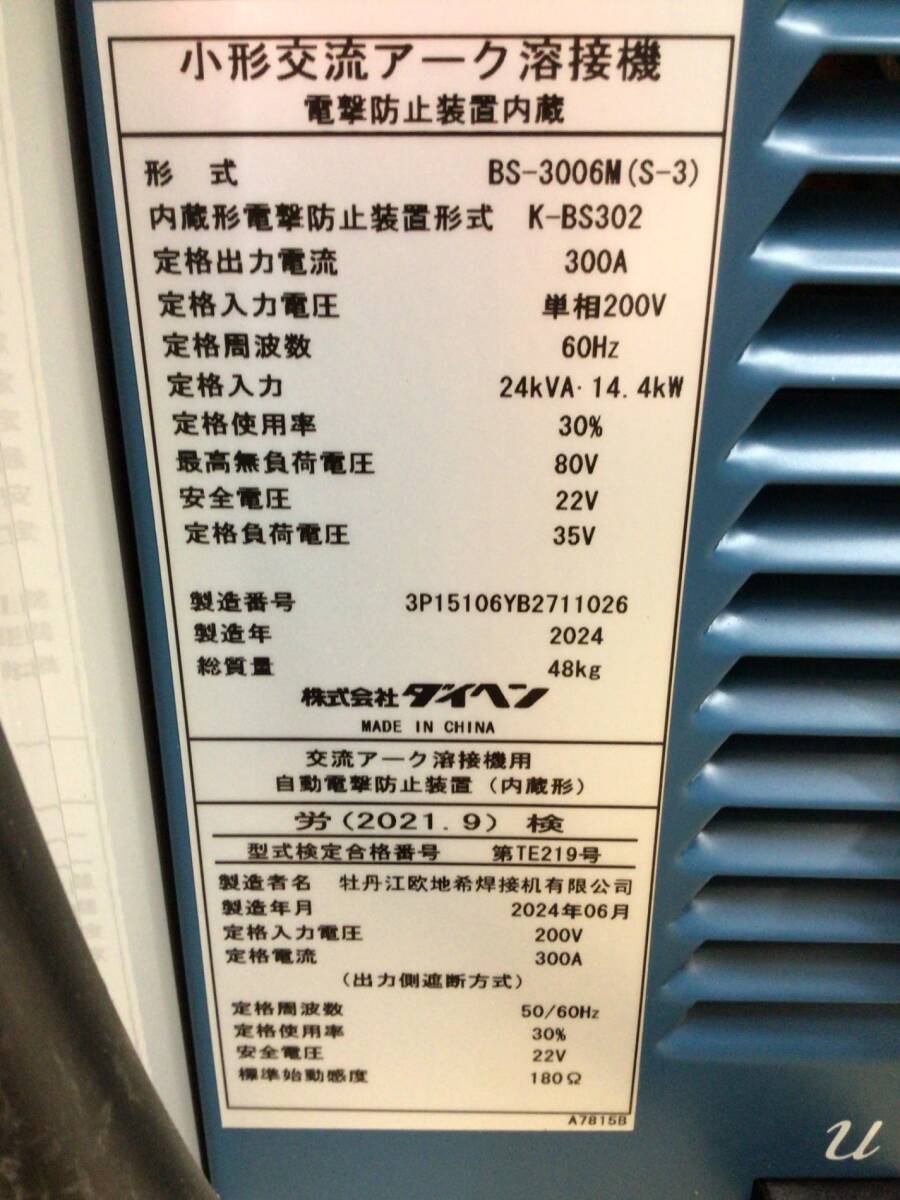 小形交流アーク溶接機
電撃防止装置内蔵
形 式 BS-3006M(S-3)
内蔵形電撃防止装置形式 K-BS302
定格出力電流 300A
定格入力電圧 単相200V
定格周波数 60Hz
定格入力 24kVA·14.4kW
定格使用率 30%
最高無負荷電圧 80V
安全電圧 22V
定格負荷電圧 35V
製造番号 3P15106YB2711026
製造年 2024
総質量 48kg
株式会社ダイヘン
MADE IN CHINA
交流アーク溶接機用
自動電撃防止装置(内蔵形)
労(2021.9)検
型式検定合格番号 第TE219号
製造者名 牡丹江欧地希焊接机有限公司
製造年月 2024年06月
定格入力電圧 200V
定格電流 300A
(出力側遮断方式)
定格周波数 50/60Hz
定格使用率 30%
安全電圧 22V
標準始動感度 180Ω
A7815B
u